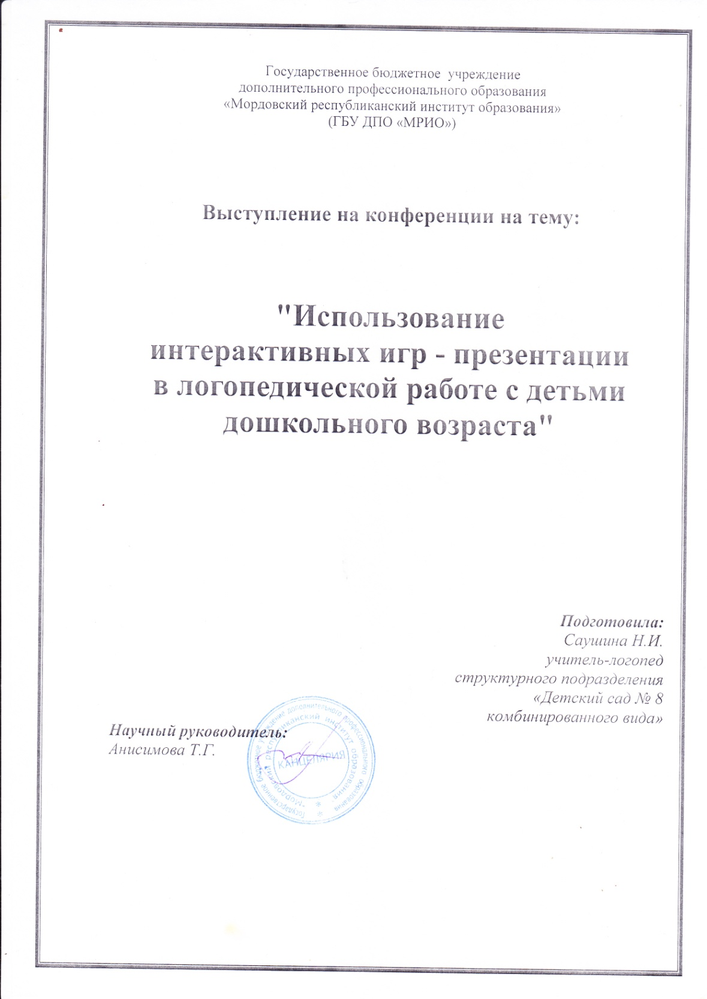 Государственное бюджетное учреждение
дополнительного профессионального образования
«Мордовский республиканский институт образования»
(ГБУ ДПО «МРИО»)
Выступление на конференции на тему:
"Использование
интерактивных игр - презентации
в логопедической работе с детьми
дошкольного возраста"
Подготовила:
Саушина Н.И.
учитель-логопед
структурного подразделения
«Детский сад № 8
комбинированного вида»
Научный руководитель:
Анисимова Т.Г.
Государственное бюджетное учреждение дополнительного профессионального образования
"Мордовский республиканский институт образования"
КАНЦЕЛЯРИЯ